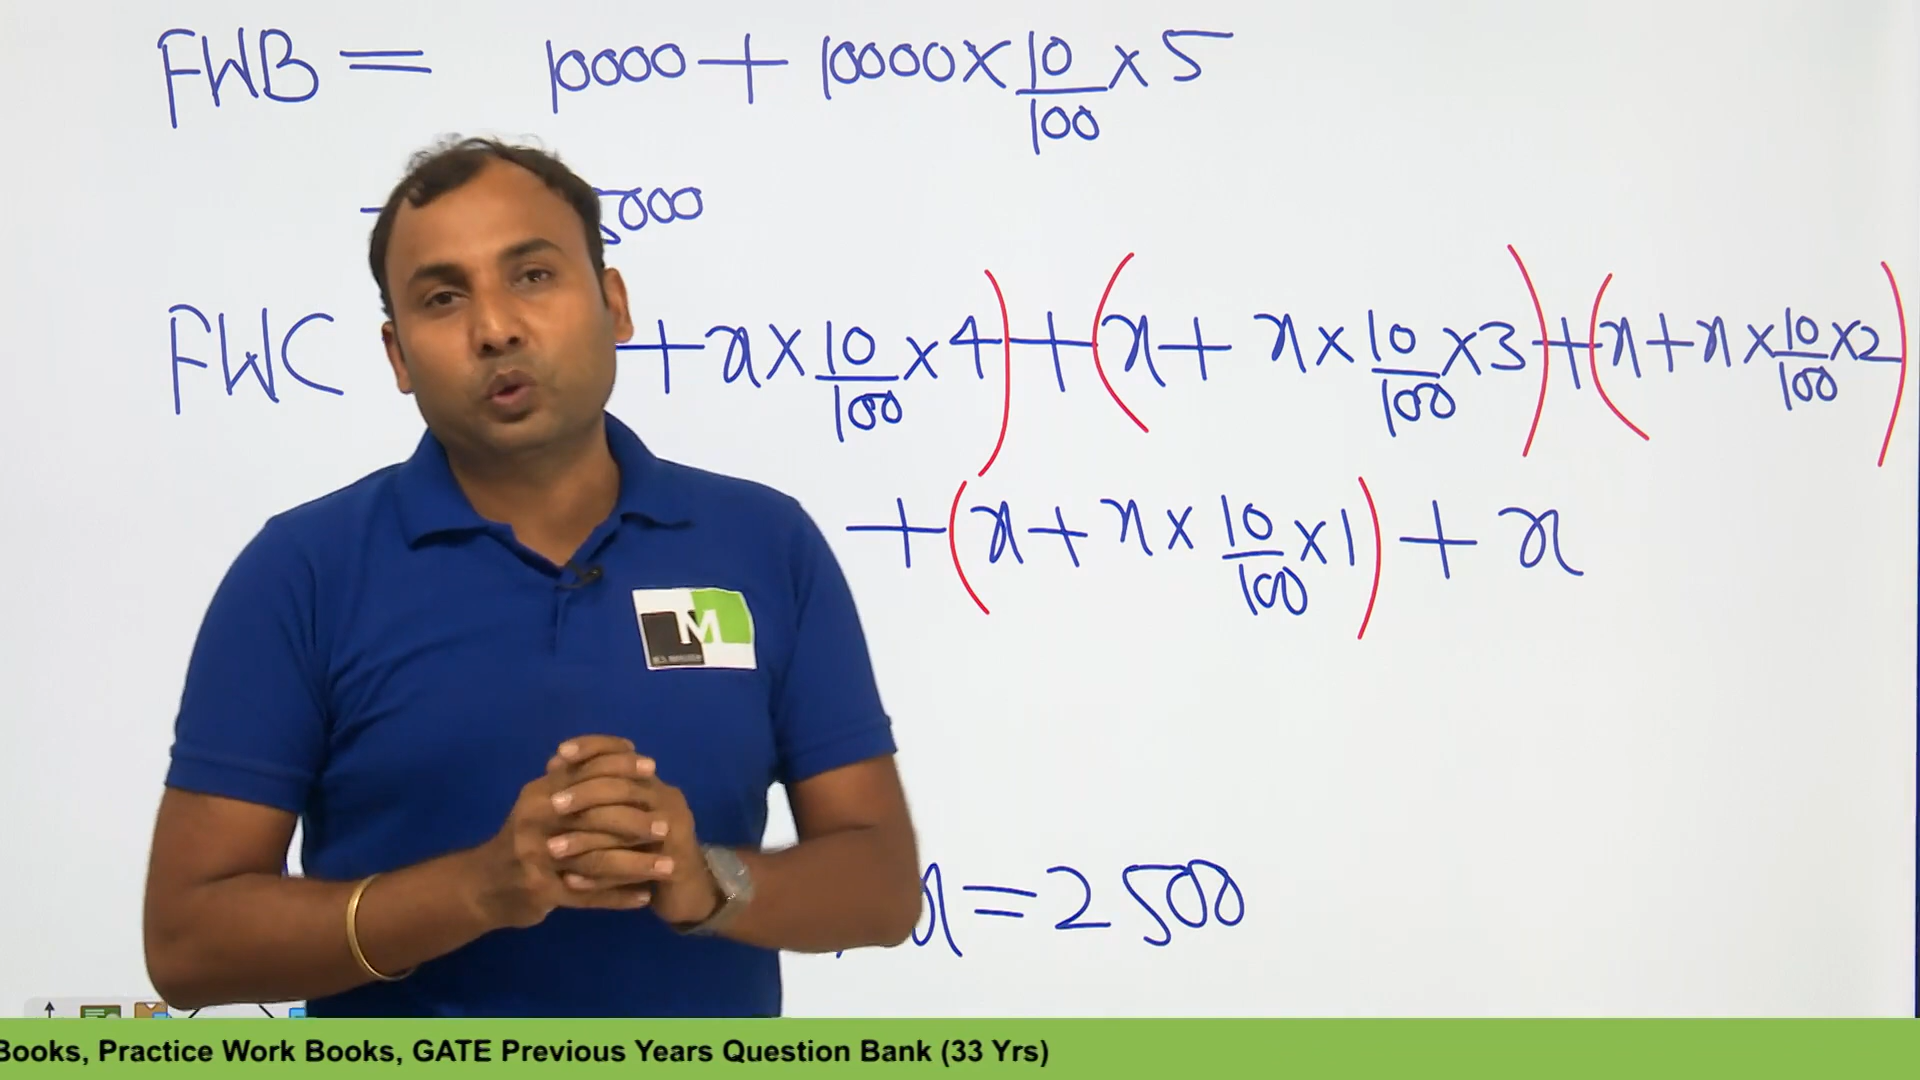 FWB = 10000 + 10000 × 10/100 × 5
5000
FWC + x × 10/100 × 4) + (x + x × 10/100 × 3) + (x + x × 10/100 × 2)
+ (x + x × 10/100 × 1) + x
x = 2500
M
Books, Practice Work Books, GATE Previous Years Question Bank (33 Yrs)